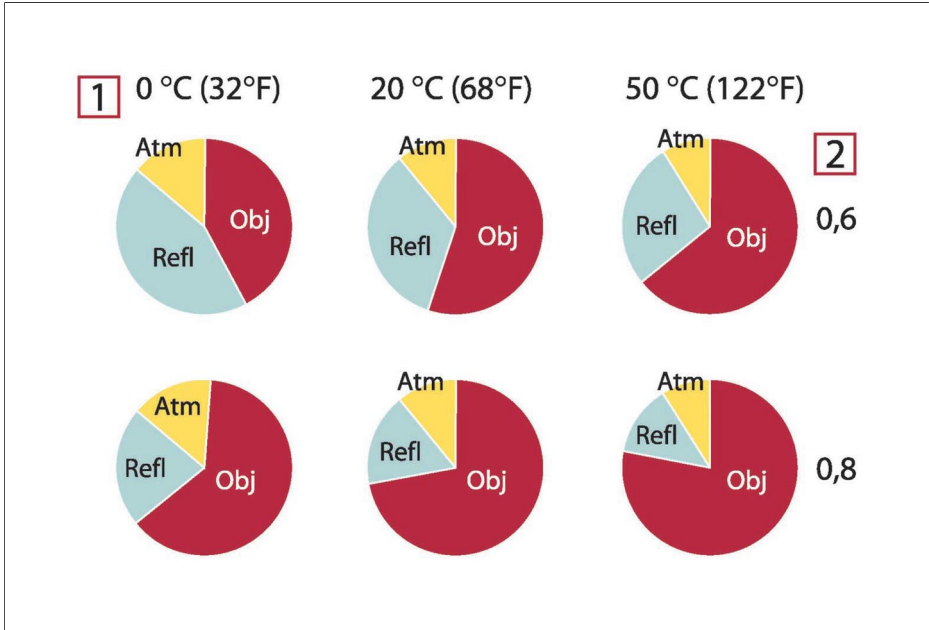 1 0 °C (32°F) 20 °C (68°F) 50 °C (122°F)
2
Atm Atm Atm
Obj Obj Obj
Refl Refl Refl
0,6
Atm Atm Atm
Refl Refl Refl
Obj Obj Obj
0,8